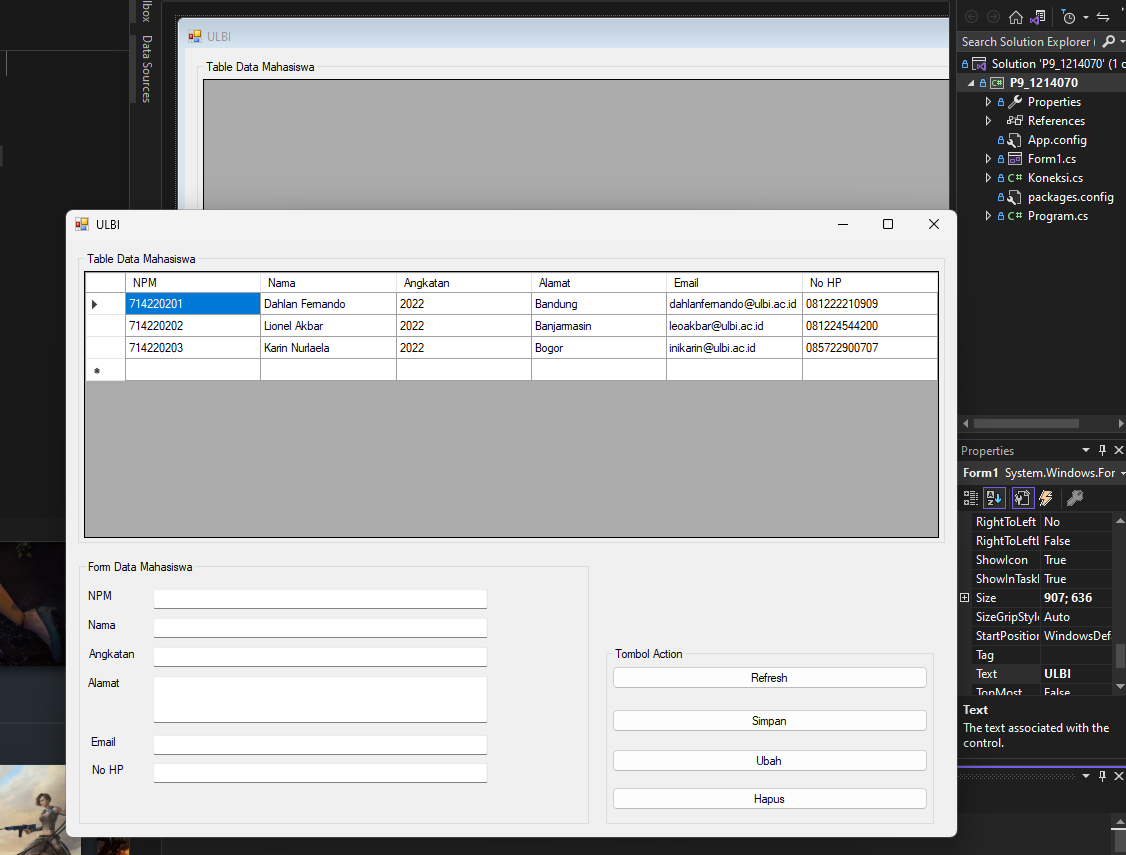 lbox
Data Sources
ULBI
Table Data Mahasiswa
Search Solution Explorer (
Solution 'P9_1214070' (1 c
P9_1214070
Properties
References
App.config
Form1.cs
Koneksi.cs
packages.config
Program.cs
ULBI
Table Data Mahasiswa
NPM Nama Angkatan Alamat Email No HP
714220201 Dahlan Fernando 2022 Bandung dahlanfernando@ulbi.ac.id 081222210909
714220202 Lionel Akbar 2022 Banjarmasin leoakbar@ulbi.ac.id 081224544200
714220203 Karin Nurlaela 2022 Bogor inikarin@ulbi.ac.id 085722900707
Form Data Mahasiswa
NPM
Nama
Angkatan
Alamat
Email
No HP
Tombol Action
Refresh
Simpan
Ubah
Hapus
Properties
Form1 System.Windows.For
RightToLeft No
RightToLeftl False
ShowIcon True
ShowInTaskl True
Size 907; 636
SizeGripStyle Auto
StartPosition WindowsDefa
Tag
Text ULBI
TopMost False
Text
The text associated with the
control.